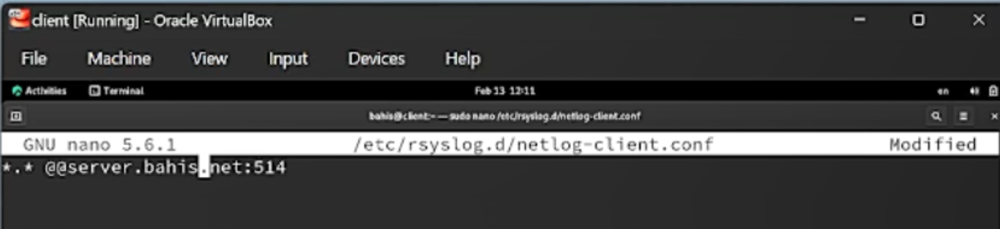 client [Running] - Oracle VirtualBox
File Machine View Input Devices Help
Activities Terminal Feb 13 12:11 en
bahis@client:~ — sudo nano /etc/rsyslog.d/netlog-client.conf
GNU nano 5.6.1 /etc/rsyslog.d/netlog-client.conf Modified
*.* @@server.bahis.net:514